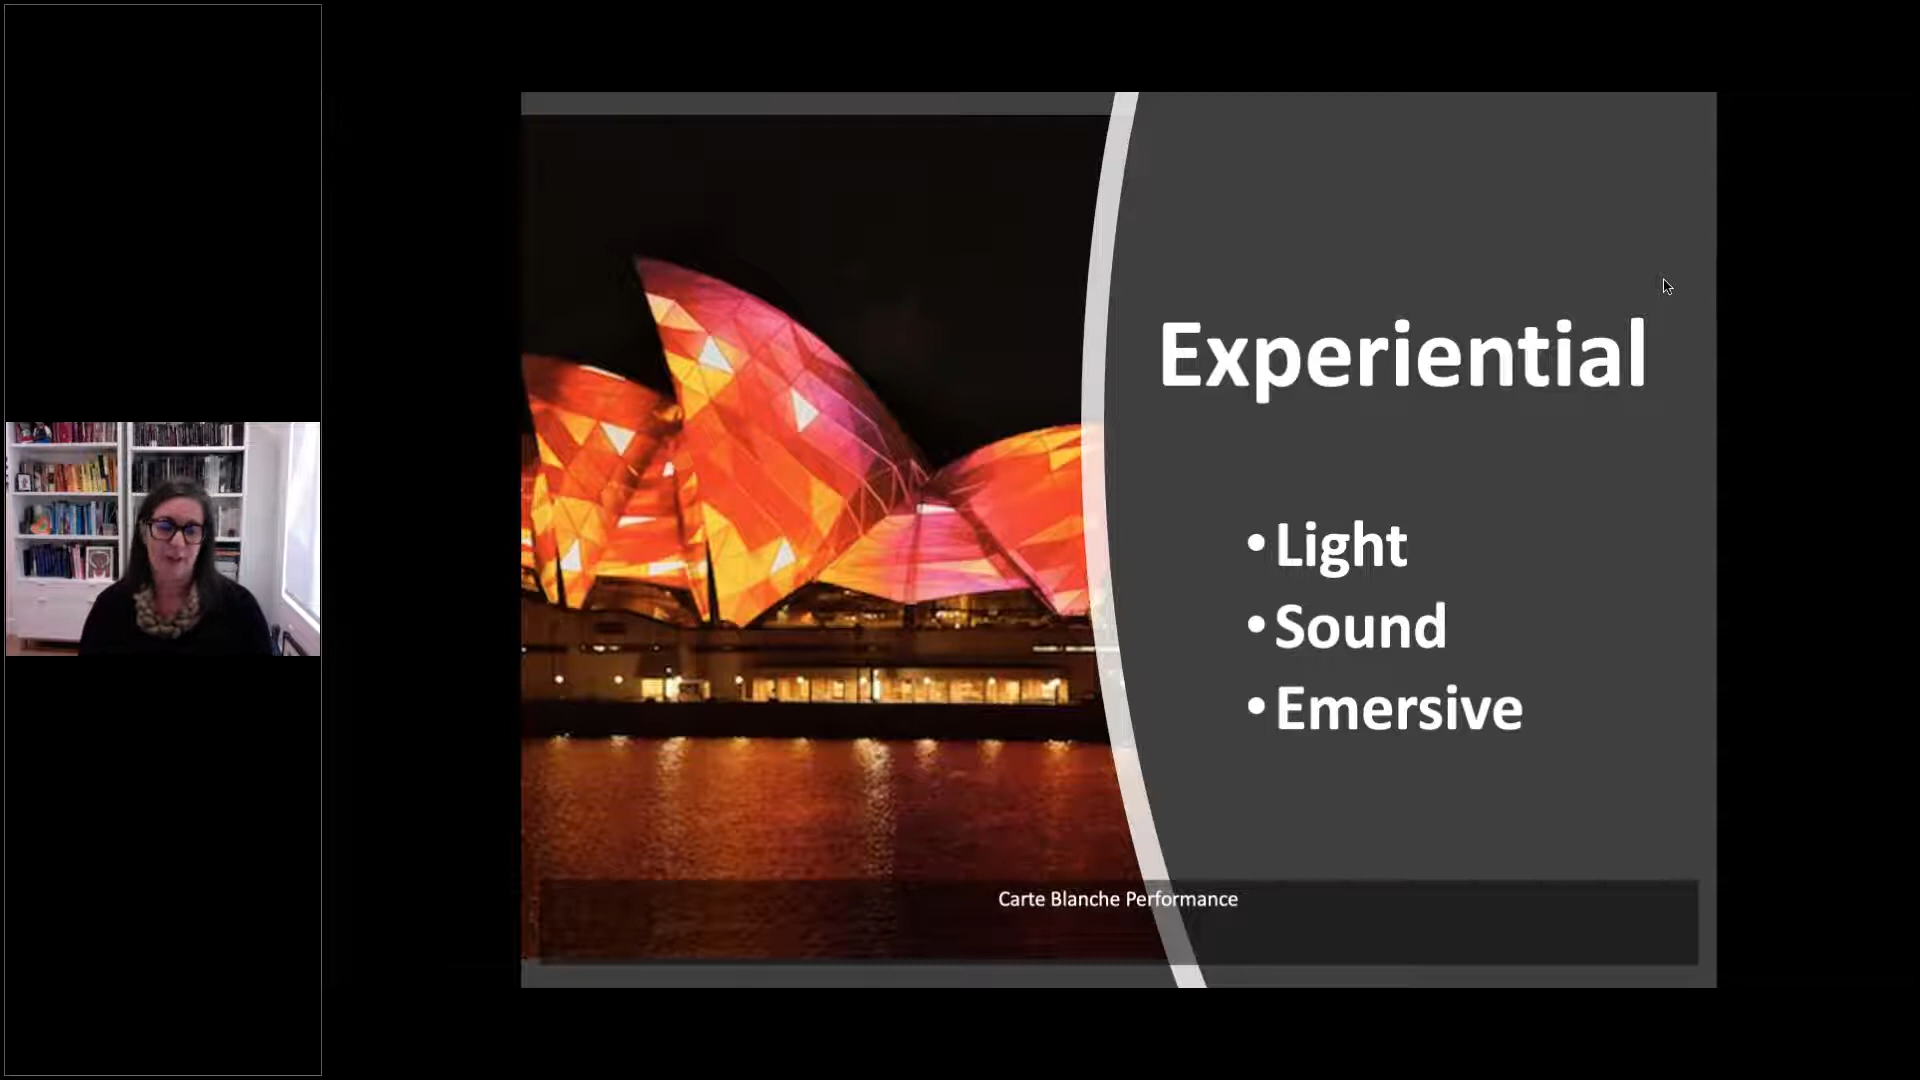 Experiential
• Light
• Sound
• Emersive
Carte Blanche Performance